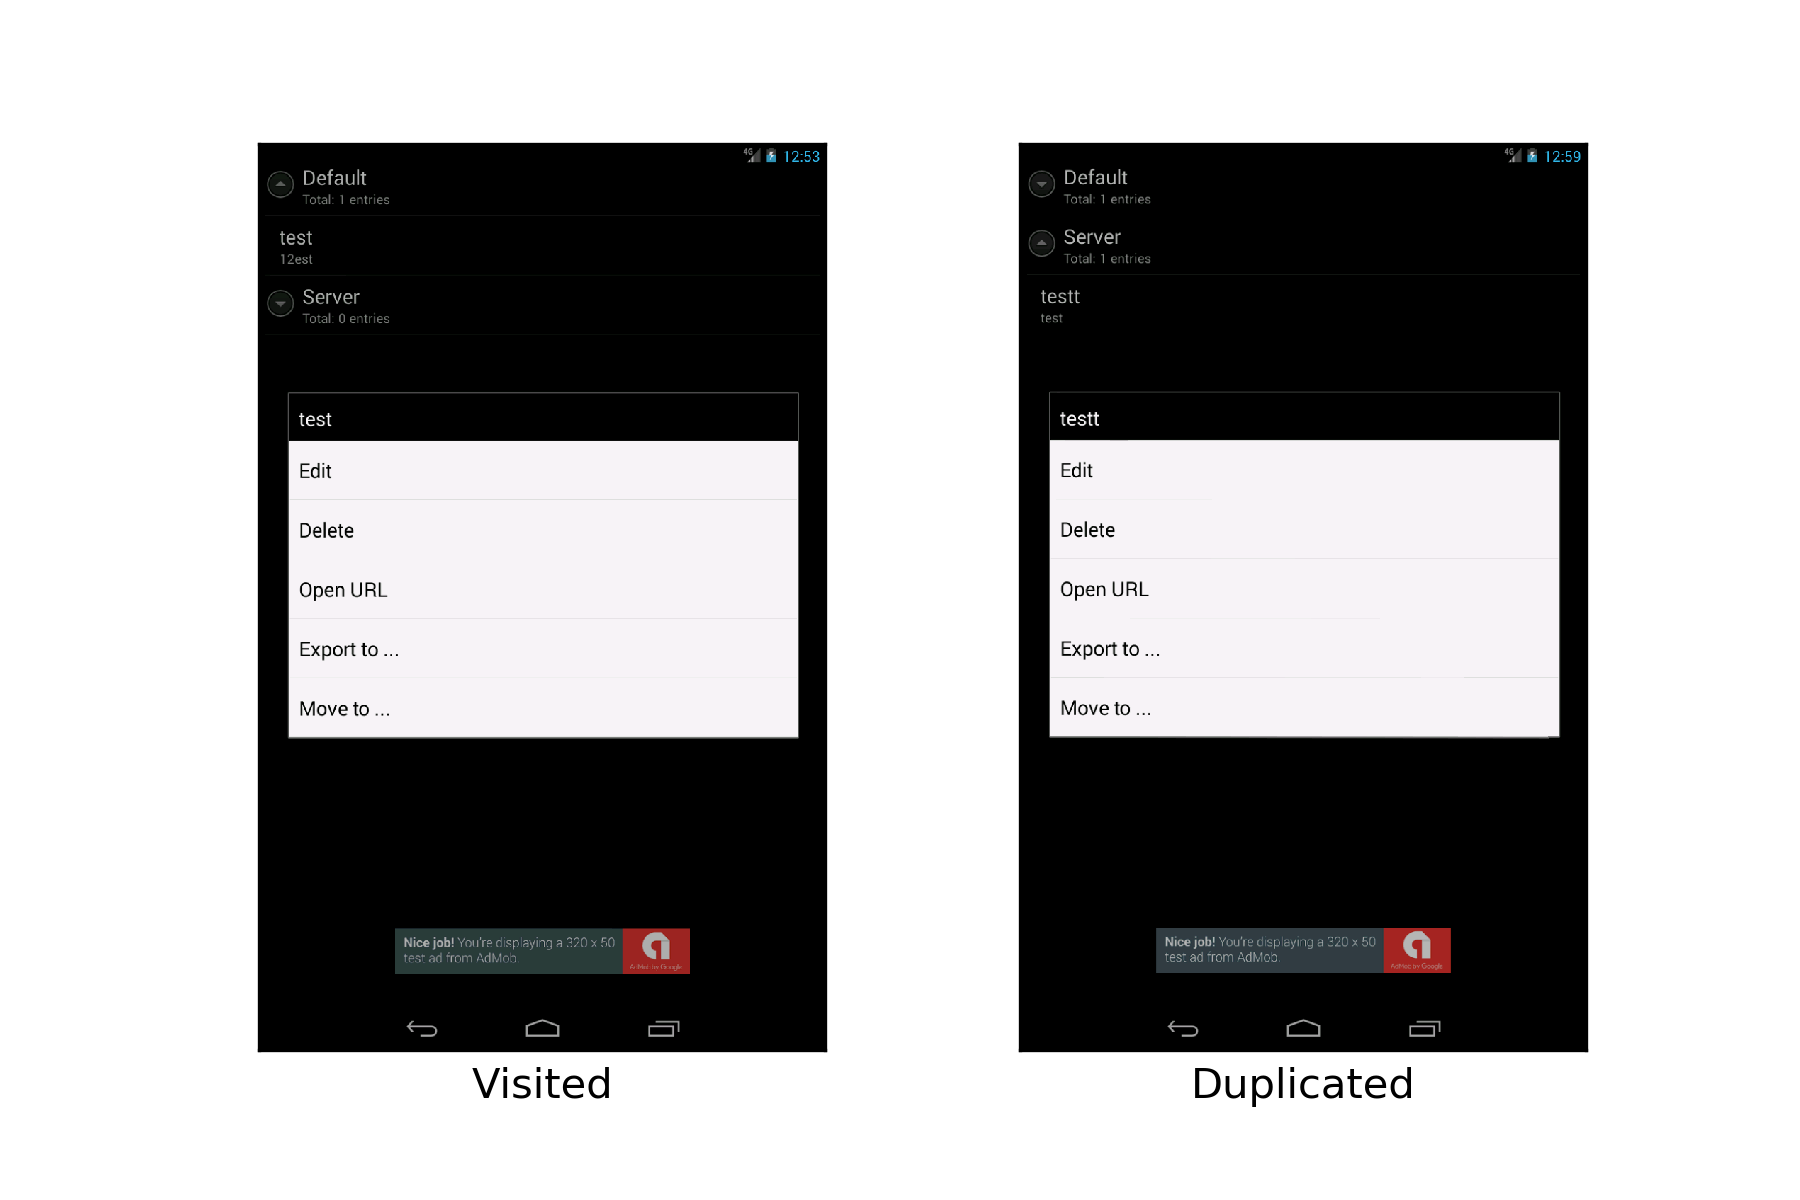 12:53
Default
Total: 1 entries
test
12est
Server
Total: 0 entries
test
Edit
Delete
Open URL
Export to ...
Move to ...
Nice job! You're displaying a 320 x 50
test ad from AdMob.
AdMob by Google
Visited
4G
12:59
Default
Total: 1 entries
Server
Total: 1 entries
testt
test
testt
Edit
Delete
Open URL
Export to ...
Move to ...
Nice job! You're displaying a 320 x 50
test ad from AdMob.
AdMob by Google
Duplicated